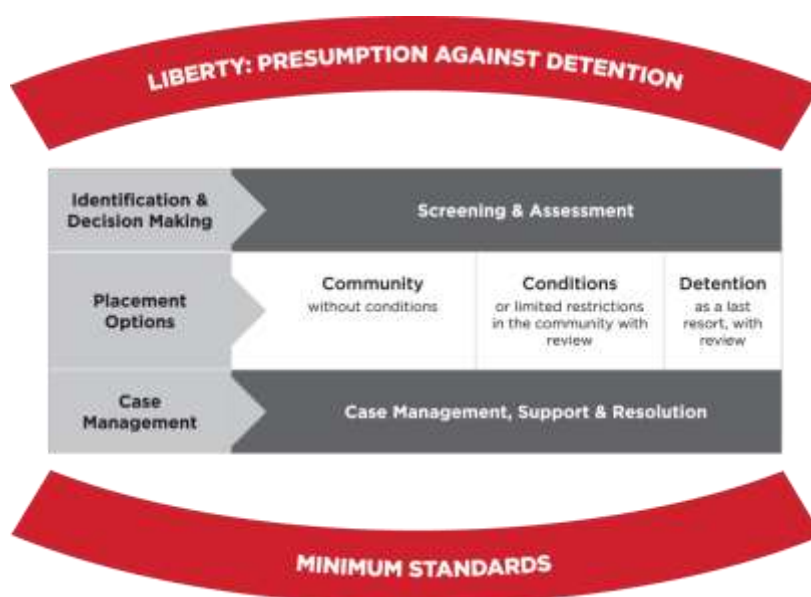 LIBERTY: PRESUMPTION AGAINST DETENTION
Identification &
Decision Making
Screening & Assessment
Placement
Options
Community
without conditions
Conditions
or limited restrictions
in the community with
review
Detention
as a last
resort, with
review
Case
Management
Case Management, Support & Resolution
MINIMUM STANDARDS